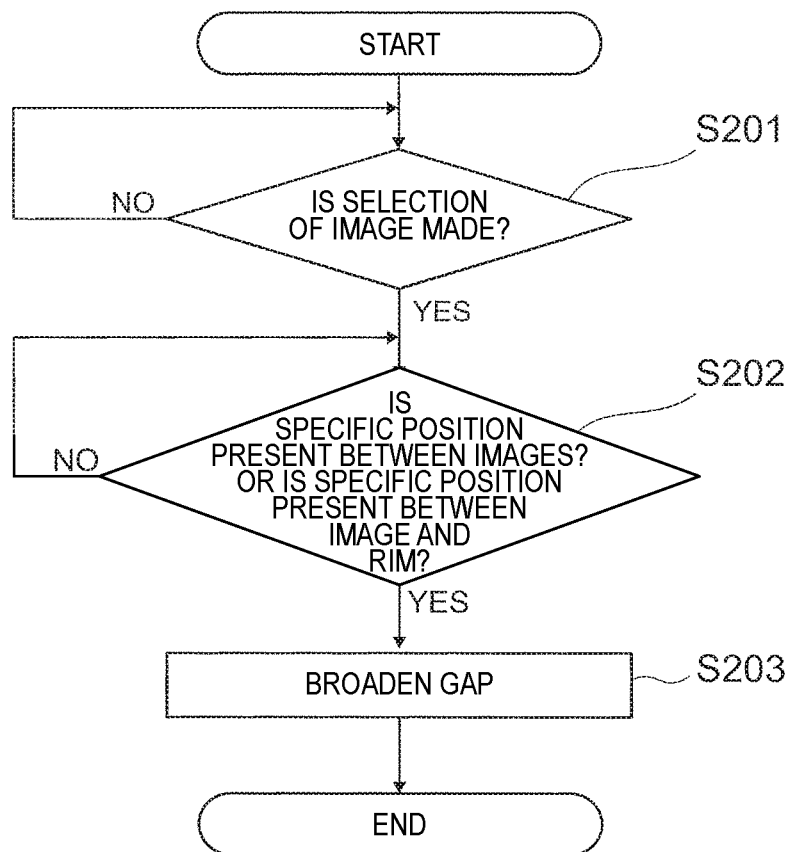 START
S201
IS SELECTION
OF IMAGE MADE?
NO
YES
S202
IS
SPECIFIC POSITION
PRESENT BETWEEN IMAGES?
OR IS SPECIFIC POSITION
PRESENT BETWEEN
IMAGE AND
RIM?
NO
YES
BROADEN GAP
S203
END